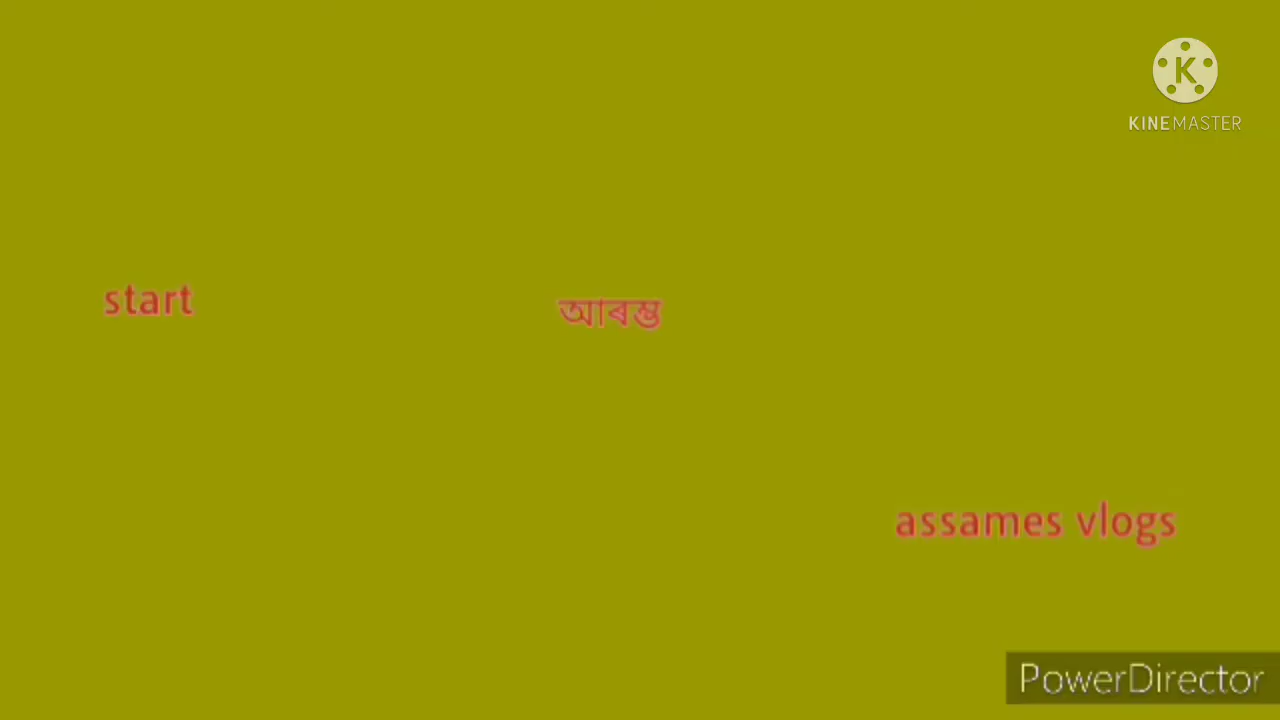 K
KINEMASTER
start
আৰম্ভ
assames vlogs
PowerDirector